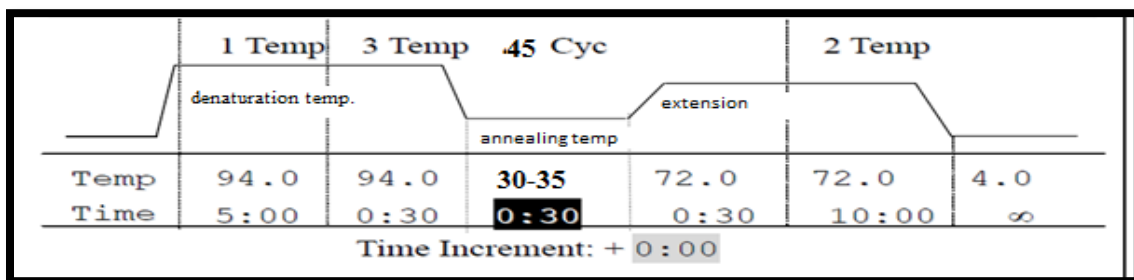 1 Temp 3 Temp .45 Cyc 2 Temp
denaturation temp.
extension
annealing temp
Temp 94.0 94.0 30-35 72.0 72.0 4.0
Time 5:00 0:30 0:30 0:30 10:00 ∞
Time Increment: + 0:00